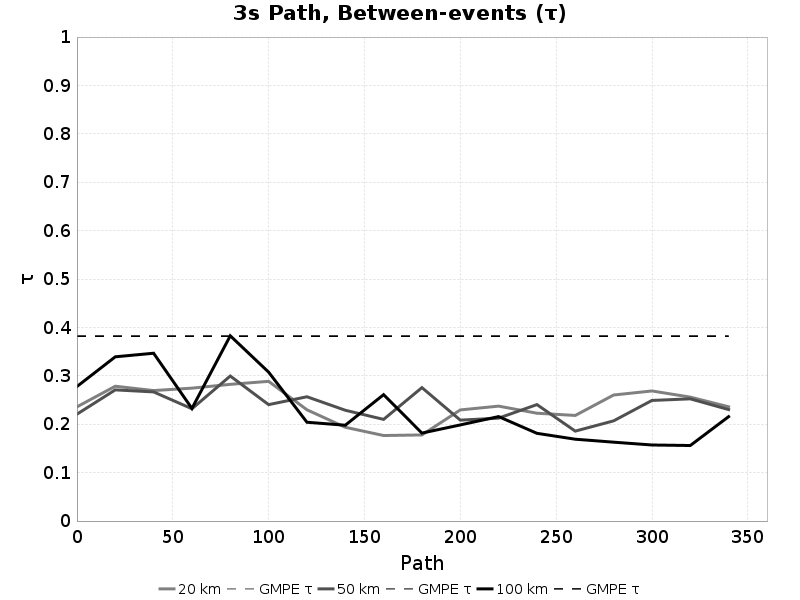 3s Path, Between-events (τ)
1
0.9
0.8
0.7
0.6
0.5
0.4
0.3
0.2
0.1
0
τ
0 50 100 150 200 250 300 350
Path
20 km GMPE τ 50 km GMPE τ 100 km GMPE τ